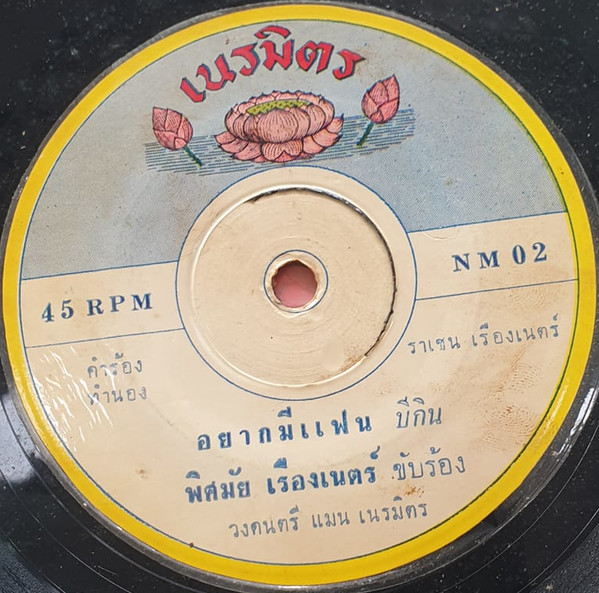 เนรมิตร
45 RPM
NM 02
คำร้อง
ทำนอง
ราเชน เรืองเนตร์
อยากมีแฟน บีกิน
พิศมัย เรืองเนตร์ ขับร้อง
วงดนตรี แมน เนรมิตร